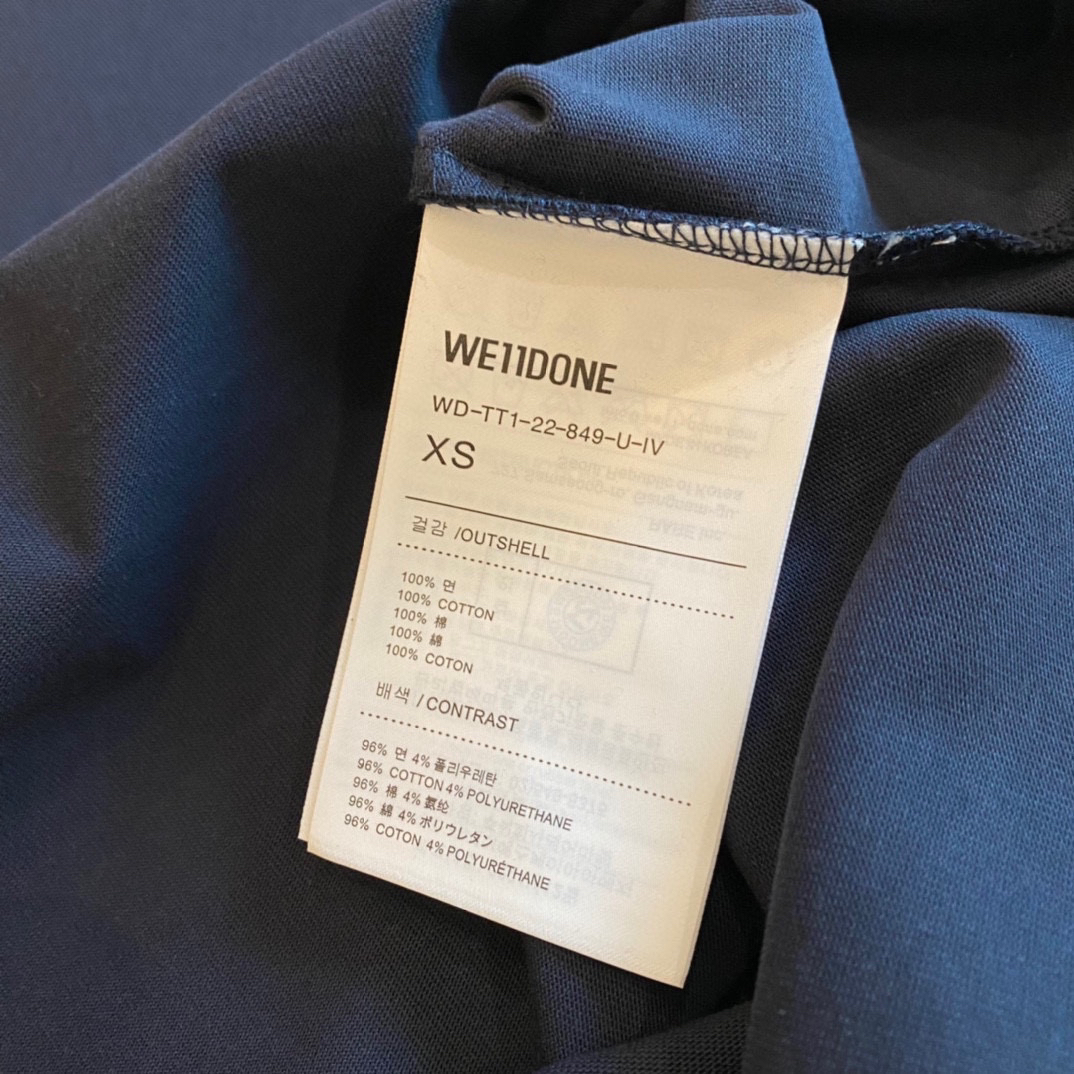 WE11DONE
WD-TT1-22-849-U-IV
XS
겉감 /OUTSHELL
100% 면
100% COTTON
100% 棉
100% 綿
100% COTON
배색 /CONTRAST
96% 면 4% 폴리우레탄
96% COTTON 4% POLYURETHANE
96% 棉 4% 氨纶
96% 綿 4% ポリウレタン
96% COTON 4% POLYURÉTHANE